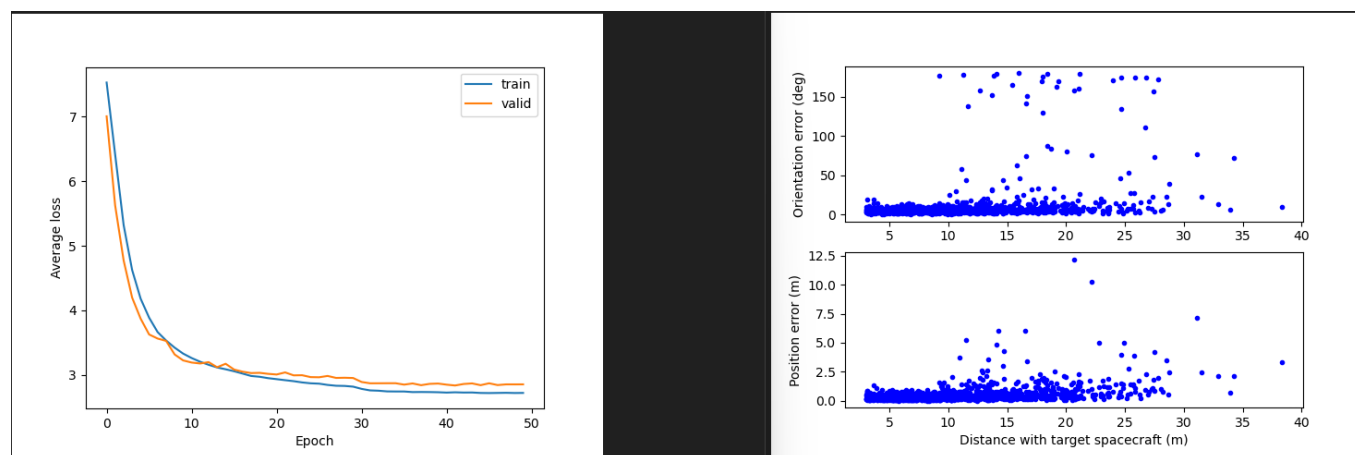 train
valid
7
6
5
4
3
Average loss
0 10 20 30 40 50
Epoch
150
100
50
0
Orientation error (deg)
5 10 15 20 25 30 35 40
12.5
10.0
7.5
5.0
2.5
0.0
Position error (m)
5 10 15 20 25 30 35 40
Distance with target spacecraft (m)